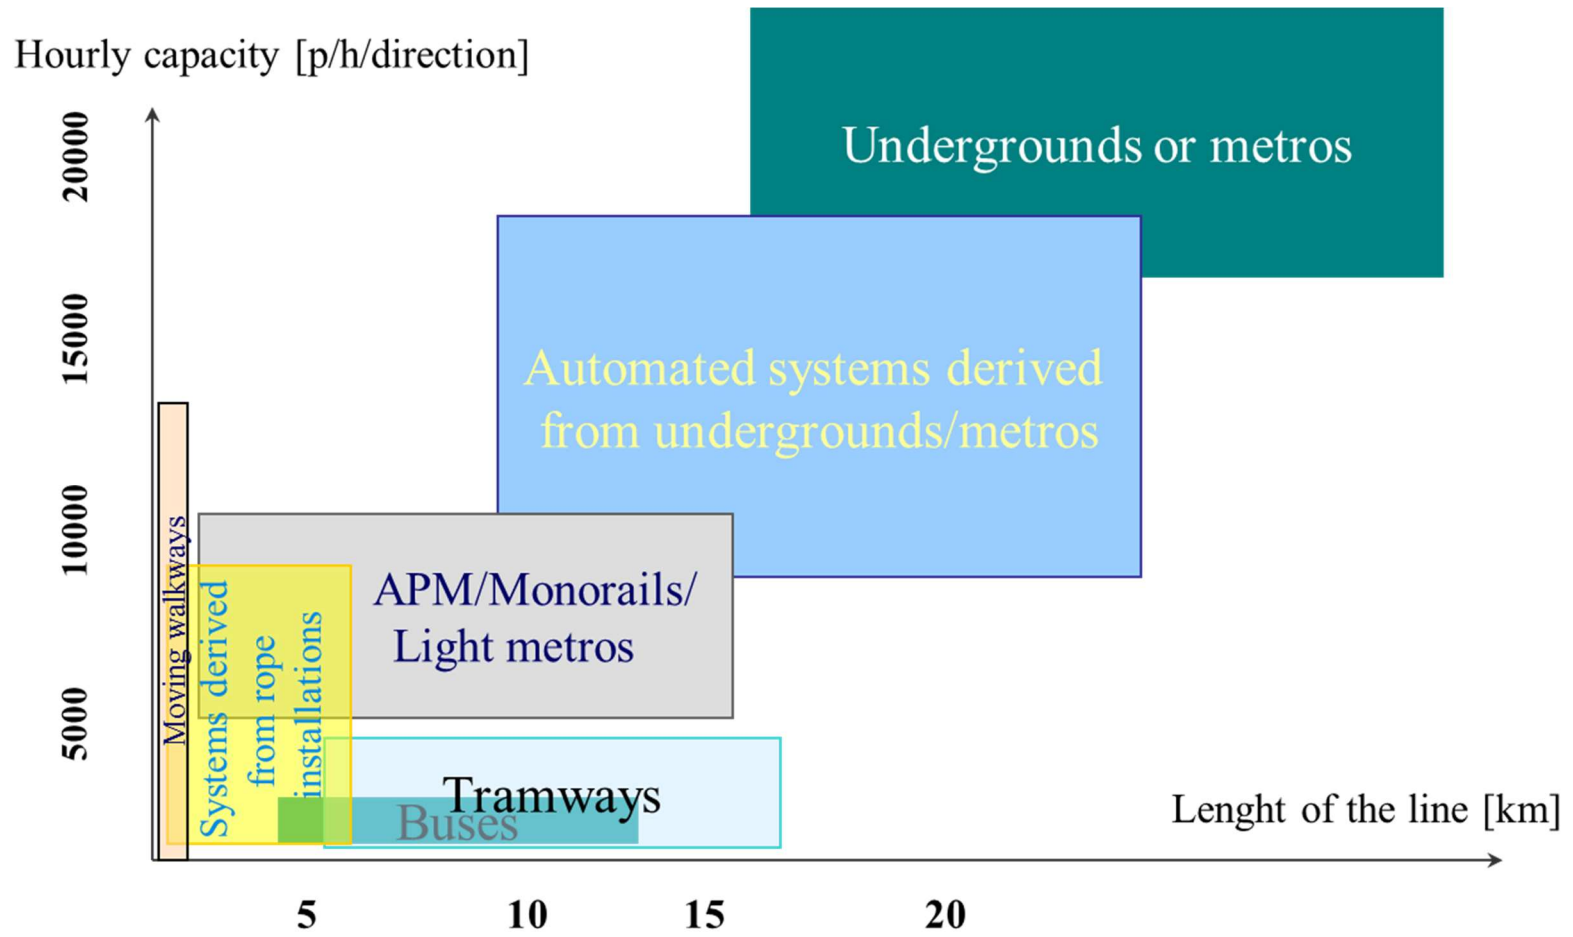 Hourly capacity [p/h/direction]
20000
15000
10000
5000
Undergrounds or metros
Automated systems derived
from undergrounds/metros
APM/Monorails/
Light metros
Moving walkways
Systems derived
from rope
installations
Tramways
Buses
Lenght of the line [km]
5 10 15 20